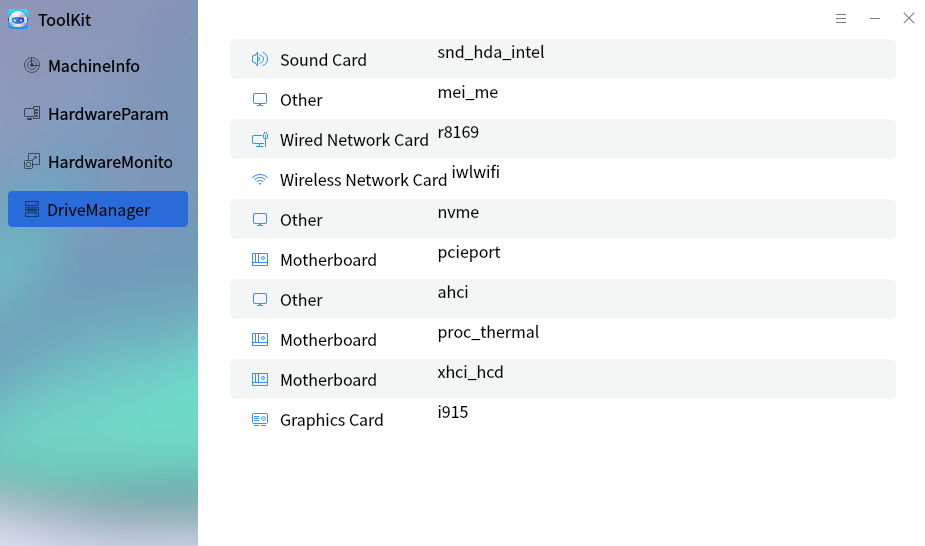 ToolKit
MachineInfo
HardwareParam
HardwareMonito
DriveManager
Sound Card snd_hda_intel
Other mei_me
Wired Network Card r8169
Wireless Network Card iwlwifi
Other nvme
Motherboard pcieport
Other ahci
Motherboard proc_thermal
Motherboard xhci_hcd
Graphics Card i915